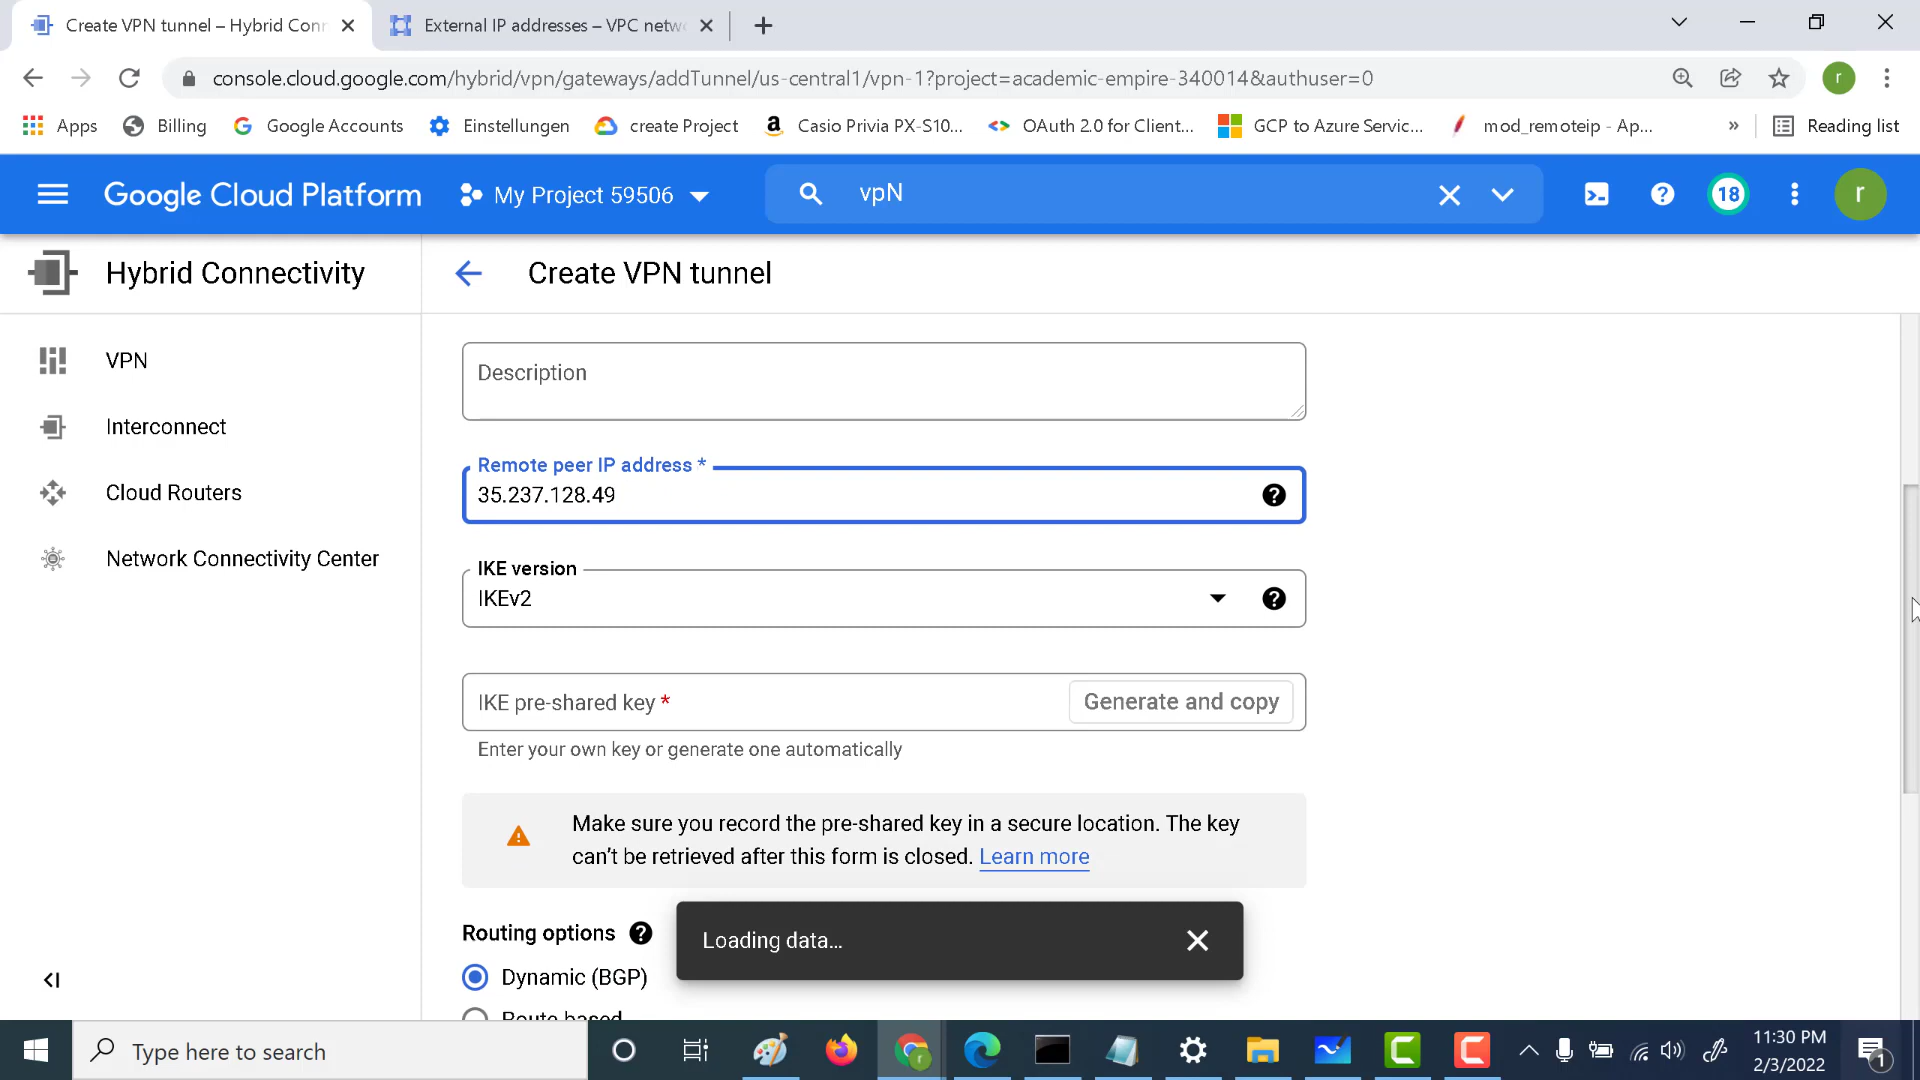 Create VPN tunnel – Hybrid Conn
External IP addresses – VPC netw
console.cloud.google.com/hybrid/vpn/gateways/addTunnel/us-central1/vpn-1?project=academic-empire-340014&authuser=0
r
Apps
Billing
Google Accounts
Einstellungen
create Project
Casio Privia PX-S10...
OAuth 2.0 for Client...
GCP to Azure Servic...
mod_remoteip - Ap...
»
Reading list
Google Cloud Platform
My Project 59506
vpN
18
r
Hybrid Connectivity
Create VPN tunnel
VPN
Interconnect
Cloud Routers
Network Connectivity Center
Description
Remote peer IP address *
35.237.128.49
IKE version
IKEv2
IKE pre-shared key *
Generate and copy
Enter your own key or generate one automatically
Make sure you record the pre-shared key in a secure location. The key
can't be retrieved after this form is closed. Learn more
Routing options
Loading data...
Dynamic (BGP)
Route based
Type here to search
11:30 PM
2/3/2022
1